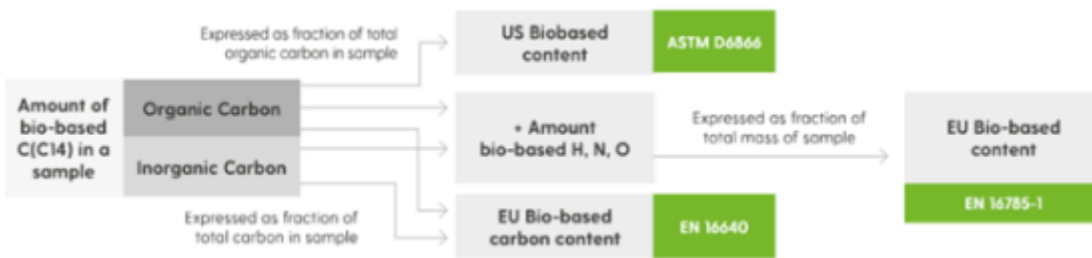 Expressed as fraction of total
organic carbon in sample
US Biobased
content
ASTM D6866
Amount of
bio-based
C(C14) in a
sample
Organic Carbon
Inorganic Carbon
+ Amount
bio-based H, N, O
Expressed as fraction of
total mass of sample
EU Bio-based
content
EN 16785-1
Expressed as fraction of
total carbon in sample
EU Bio-based
carbon content
EN 16640